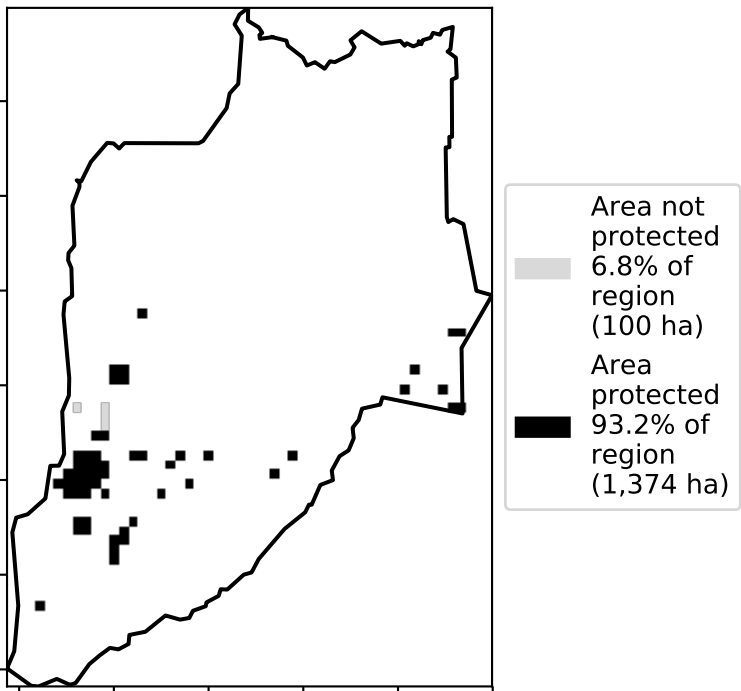 Area not
protected
6.8% of
region
(100 ha)
Area
protected
93.2% of
region
(1,374 ha)